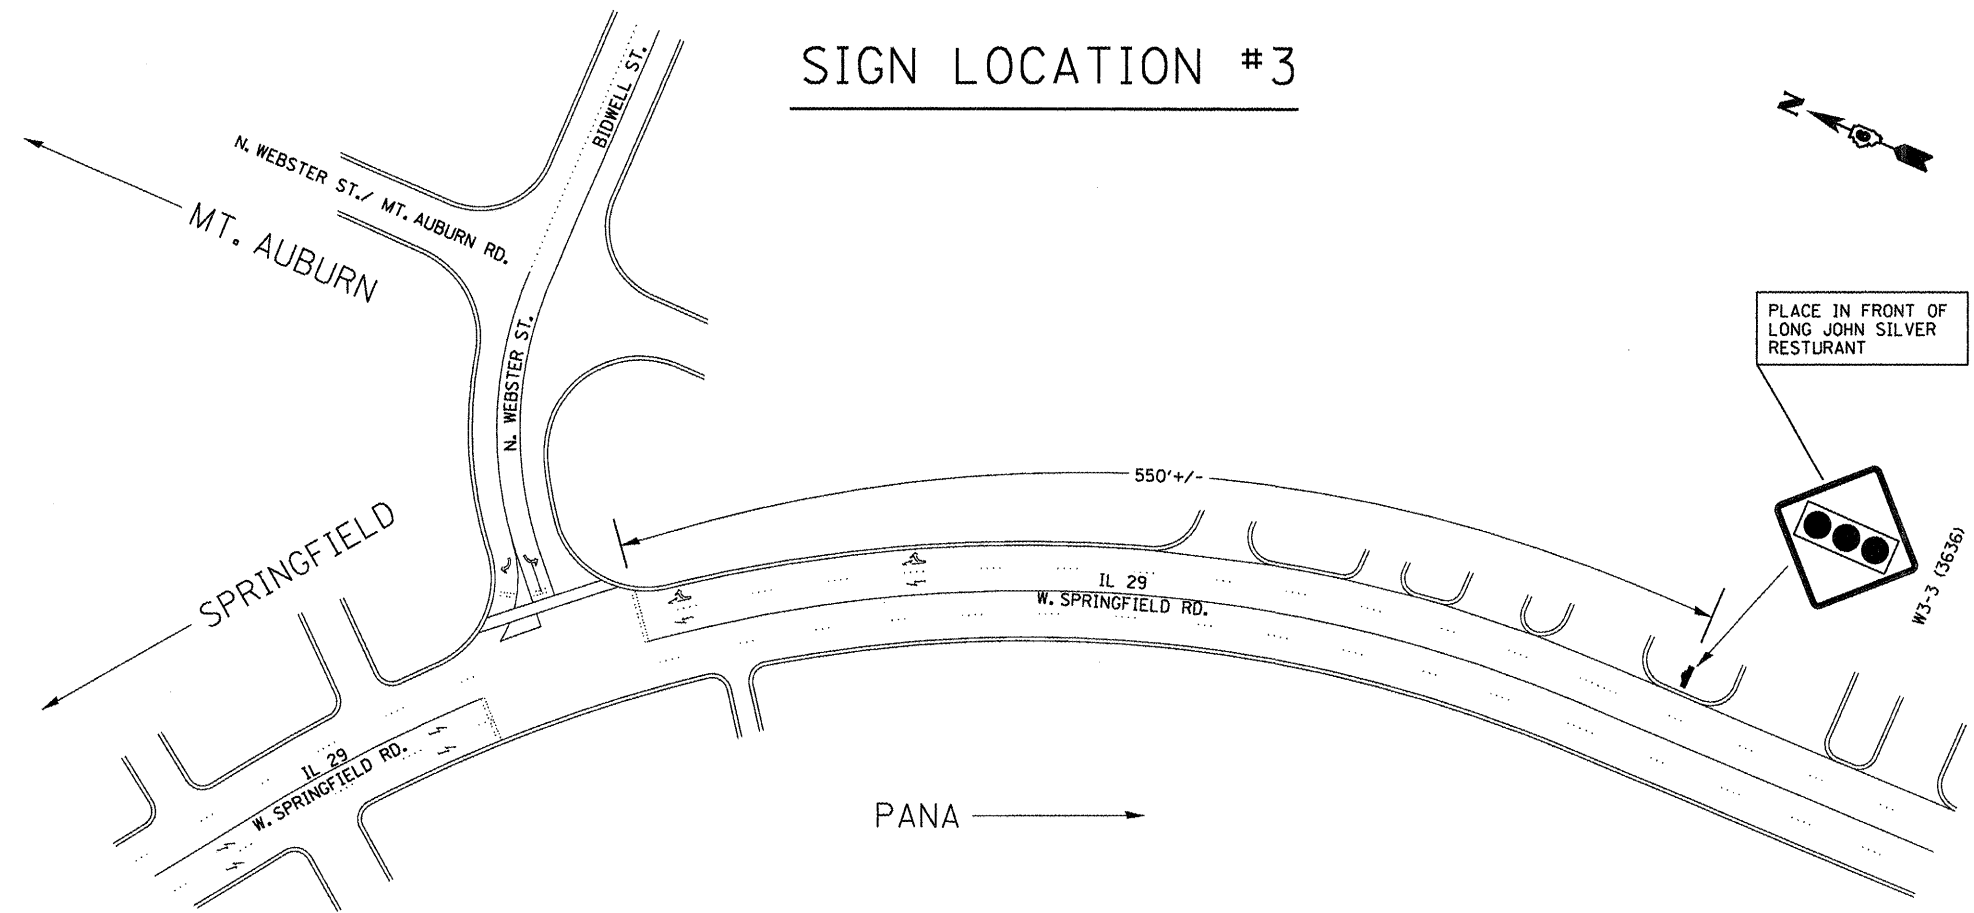 SIGN LOCATION #3
N
BIDWELL ST.
N. WEBSTER ST./ MT. AUBURN RD.
MT. AUBURN
N. WEBSTER ST.
PLACE IN FRONT OF
LONG JOHN SILVER
RESTURANT
550'+/-
W3-3 (3636)
SPRINGFIELD
IL 29
W. SPRINGFIELD RD.
IL 29
W. SPRINGFIELD RD.
PANA